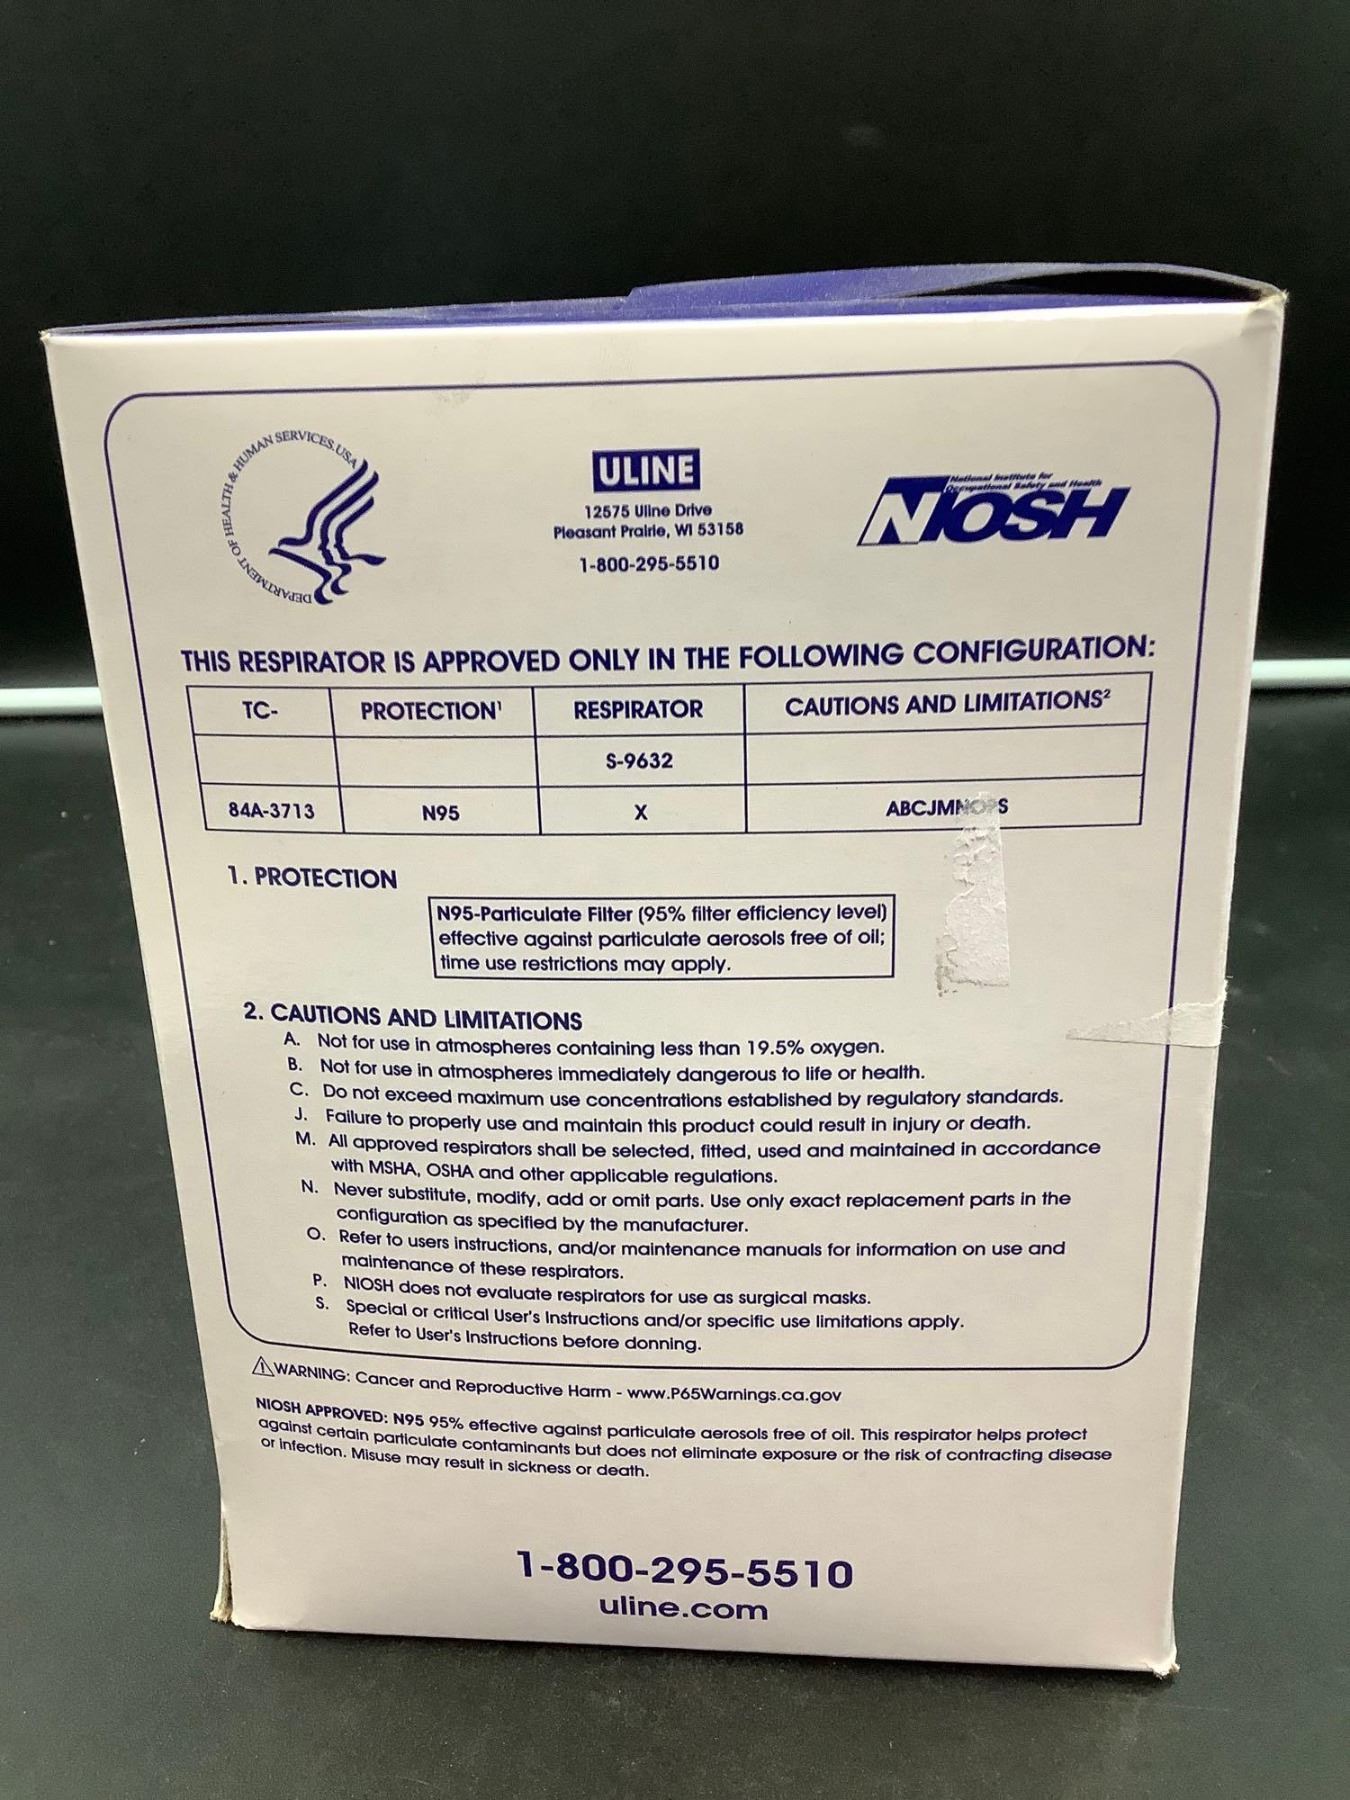 DEPARTMENT OF HEALTH & HUMAN SERVICES.USA
ULINE
12575 Uline Drive
Pleasant Prairie, WI 53158
1-800-295-5510
National Institute for
Occupational Safety and Health
NIOSH
THIS RESPIRATOR IS APPROVED ONLY IN THE FOLLOWING CONFIGURATION:
TC- PROTECTION¹ RESPIRATOR CAUTIONS AND LIMITATIONS²
S-9632
84A-3713 N95 X ABCJMNOPS
1. PROTECTION
N95-Particulate Filter (95% filter efficiency level)
effective against particulate aerosols free of oil;
time use restrictions may apply.
2. CAUTIONS AND LIMITATIONS
A. Not for use in atmospheres containing less than 19.5% oxygen.
B. Not for use in atmospheres immediately dangerous to life or health.
C. Do not exceed maximum use concentrations established by regulatory standards.
J. Failure to properly use and maintain this product could result in injury or death.
M. All approved respirators shall be selected, fitted, used and maintained in accordance
with MSHA, OSHA and other applicable regulations.
N. Never substitute, modify, add or omit parts. Use only exact replacement parts in the
configuration as specified by the manufacturer.
O. Refer to users instructions, and/or maintenance manuals for information on use and
maintenance of these respirators.
P. NIOSH does not evaluate respirators for use as surgical masks.
S. Special or critical User's Instructions and/or specific use limitations apply.
Refer to User's Instructions before donning.
⚠WARNING: Cancer and Reproductive Harm - www.P65Warnings.ca.gov
NIOSH APPROVED: N95 95% effective against particulate aerosols free of oil. This respirator helps protect
against certain particulate contaminants but does not eliminate exposure or the risk of contracting disease
or infection. Misuse may result in sickness or death.
1-800-295-5510
uline.com